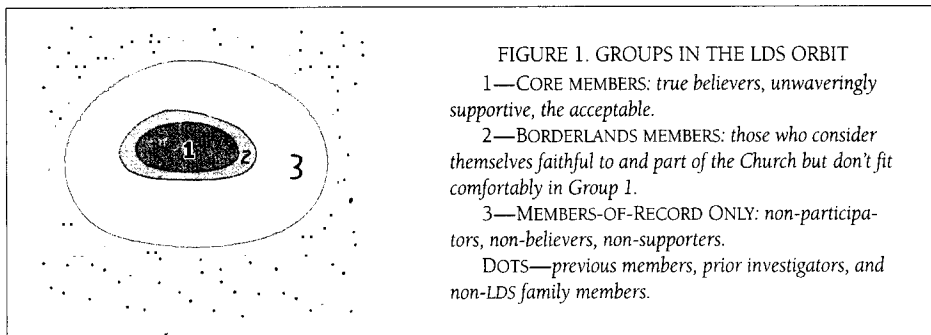 1
2
3
FIGURE 1. GROUPS IN THE LDS ORBIT
1—CORE MEMBERS: true believers, unwaveringly
supportive, the acceptable.
2—BORDERLANDS MEMBERS: those who consider
themselves faithful to and part of the Church but don't fit
comfortably in Group 1.
3—MEMBERS-OF-RECORD ONLY: non-participa-
tors, non-believers, non-supporters.
DOTS—previous members, prior investigators, and
non-LDS family members.